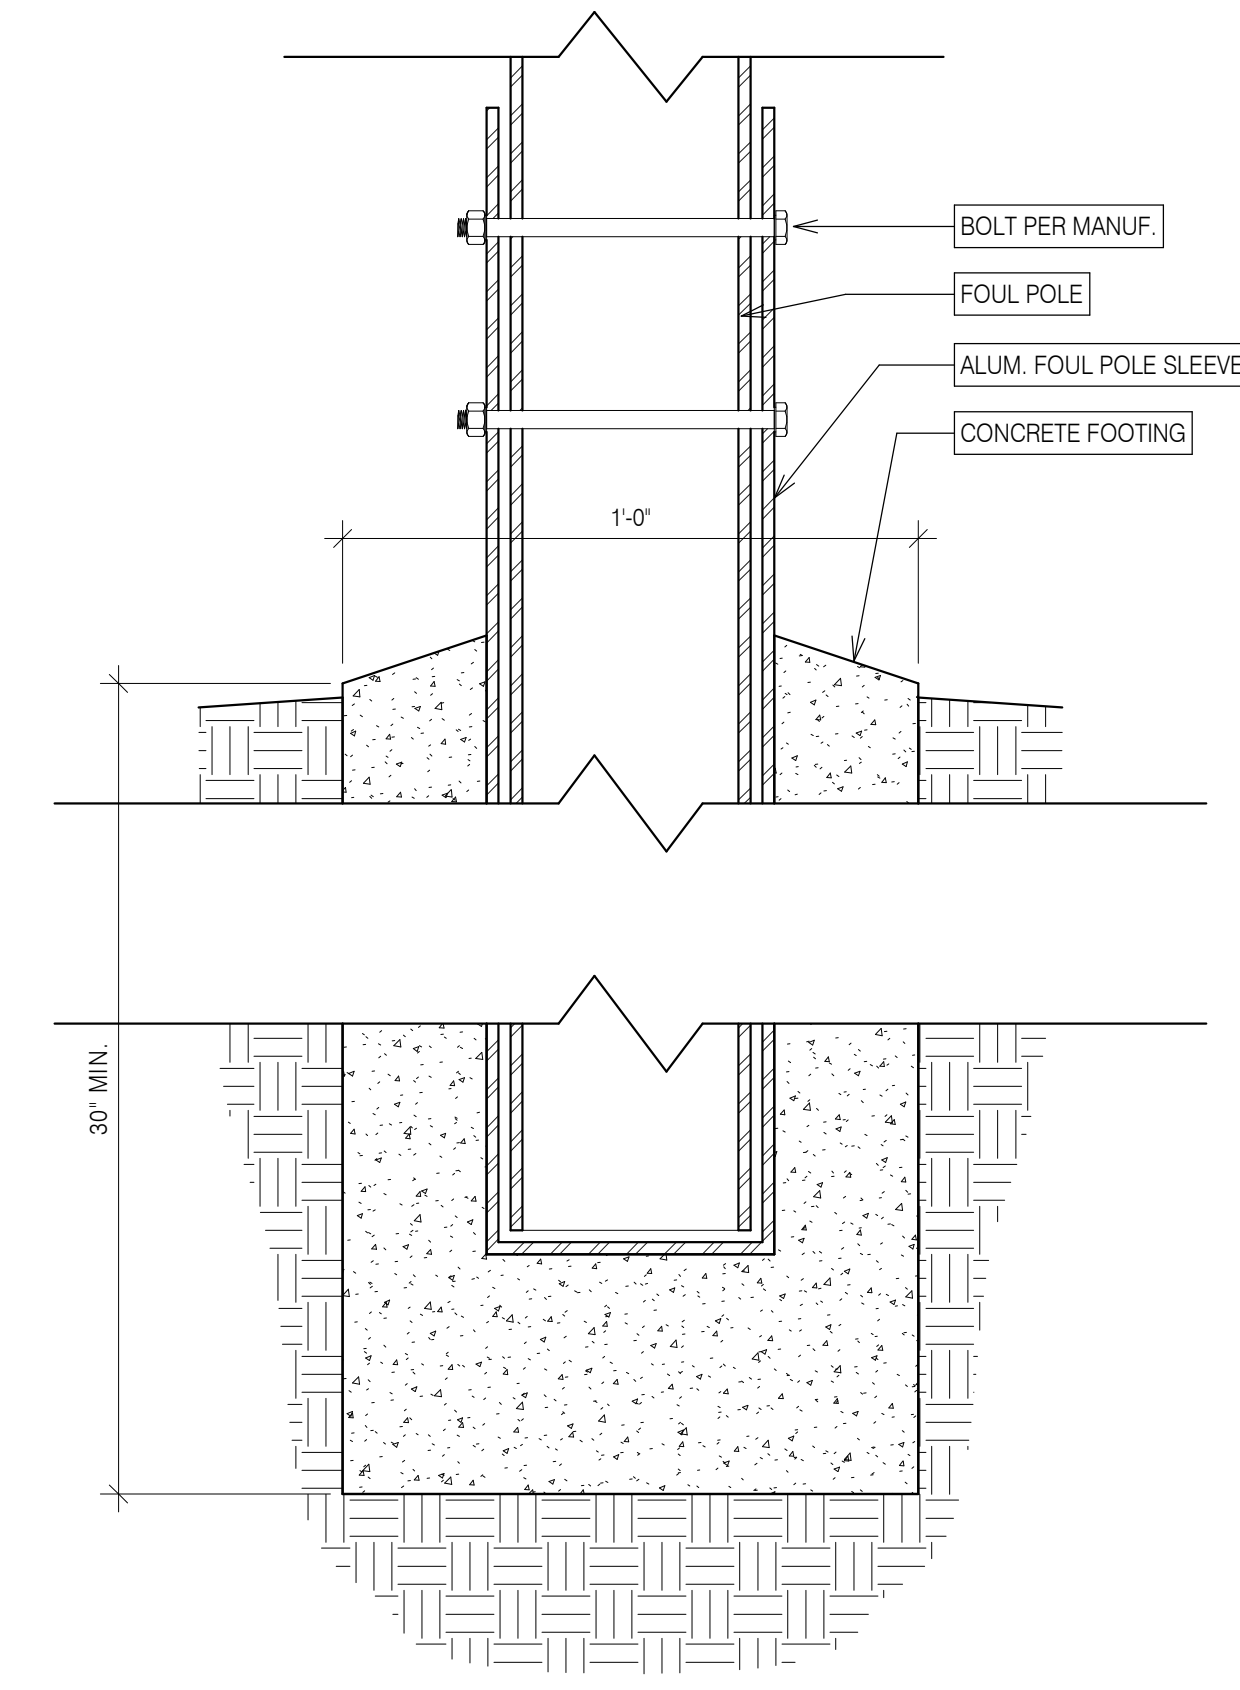 BOLT PER MANUF.
FOUL POLE
ALUM. FOUL POLE SLEEVE
CONCRETE FOOTING
1'-0"
30" MIN.